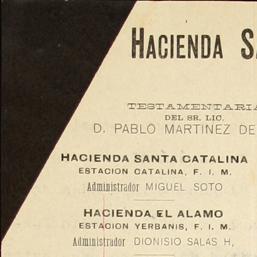 HACIENDA S
TESTAMENTARIA
DEL SR. LIC.
D. PABLO MARTINEZ DE
HACIENDA SANTA CATALINA
ESTACION CATALINA, F. I. M.
Administrador MIGUEL SOTO
HACIENDA EL ALAMO
ESTACION YERBANIS, F. I. M.
Administrador DIONISIO SALAS H,